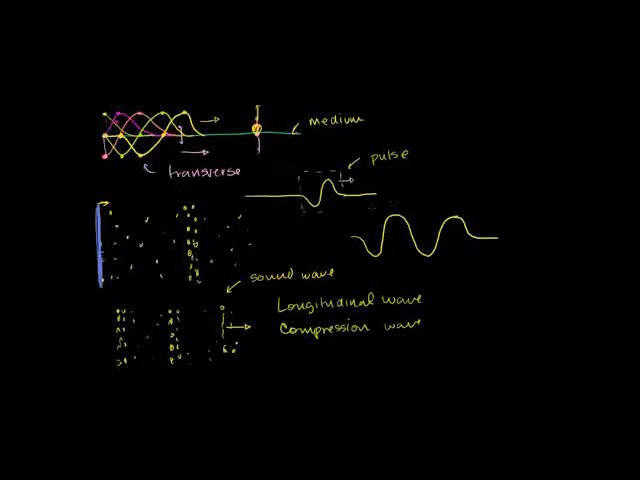 medium
pulse
transverse
sound wave
Longitudinal wave
Compression wave